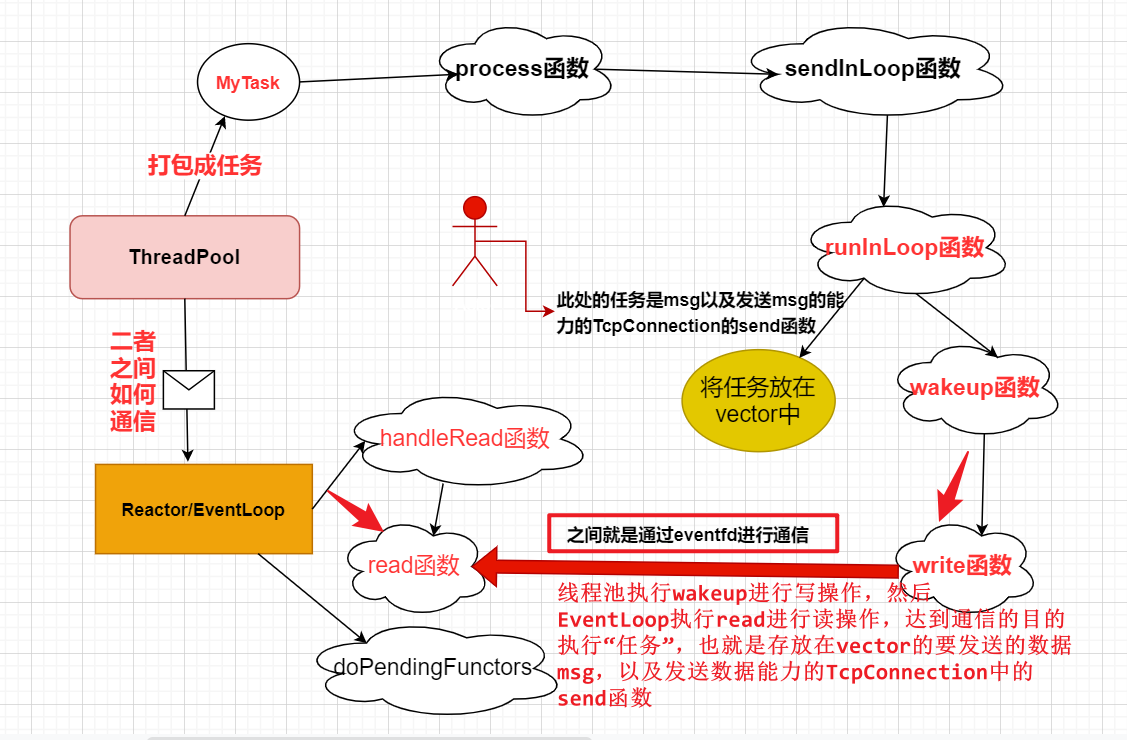 MyTask
process函数
sendInLoop函数
打包成任务
ThreadPool
runInLoop函数
此处的任务是msg以及发送msg的能
力的TcpConnection的send函数
二者
之间
如何
通信
将任务放在
vector中
wakeup函数
handleRead函数
Reactor/EventLoop
之间就是通过eventfd进行通信
read函数
write函数
线程池执行wakeup进行写操作，然后
EventLoop执行read进行读操作，达到通信的目的
执行“任务”，也就是存放在vector的要发送的数据
msg，以及发送数据能力的TcpConnection中的
send函数
doPendingFunctors